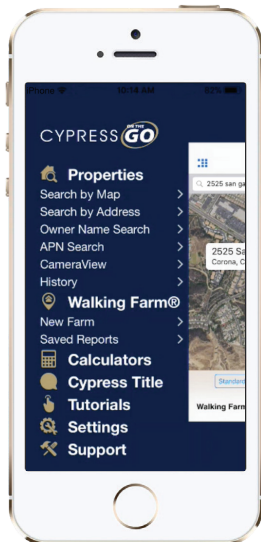 iPhone 10:14 AM 82%
CYPRESS ON THE GO
Properties
Search by Map
Search by Address
Owner Name Search
APN Search
CameraView
History
Walking Farm®
New Farm
Saved Reports
Calculators
Cypress Title
Tutorials
Settings
Support
2525 san ga
2525 Sa
Corona, C
Standard
Walking Farm